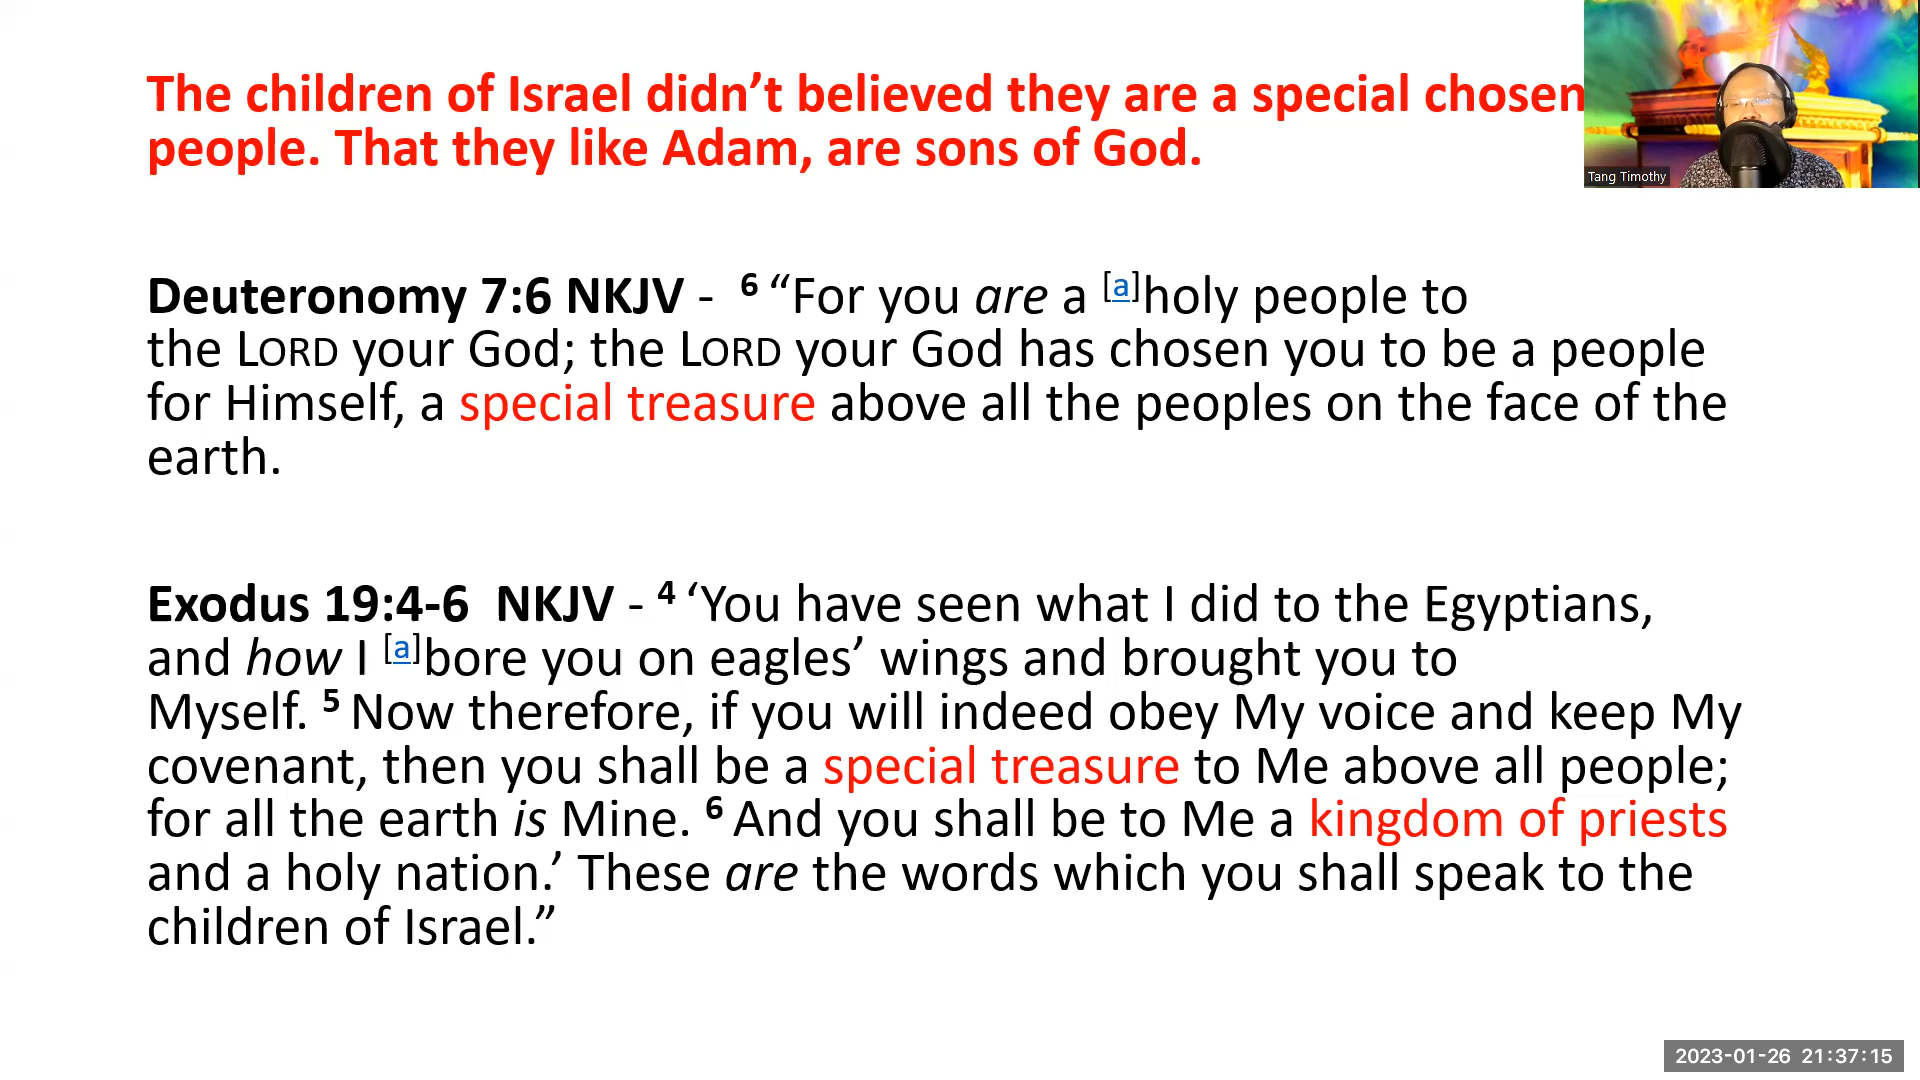 The children of Israel didn’t believed they are a special chosen
people. That they like Adam, are sons of God.
Tang Timothy
Deuteronomy 7:6 NKJV - 6 “For you are a [a]holy people to
the LORD your God; the LORD your God has chosen you to be a people
for Himself, a special treasure above all the peoples on the face of the
earth.
Exodus 19:4-6 NKJV - 4 ‘You have seen what I did to the Egyptians,
and how I [a]bore you on eagles’ wings and brought you to
Myself. 5 Now therefore, if you will indeed obey My voice and keep My
covenant, then you shall be a special treasure to Me above all people;
for all the earth is Mine. 6 And you shall be to Me a kingdom of priests
and a holy nation.’ These are the words which you shall speak to the
children of Israel.”
2023-01-26 21:37:15